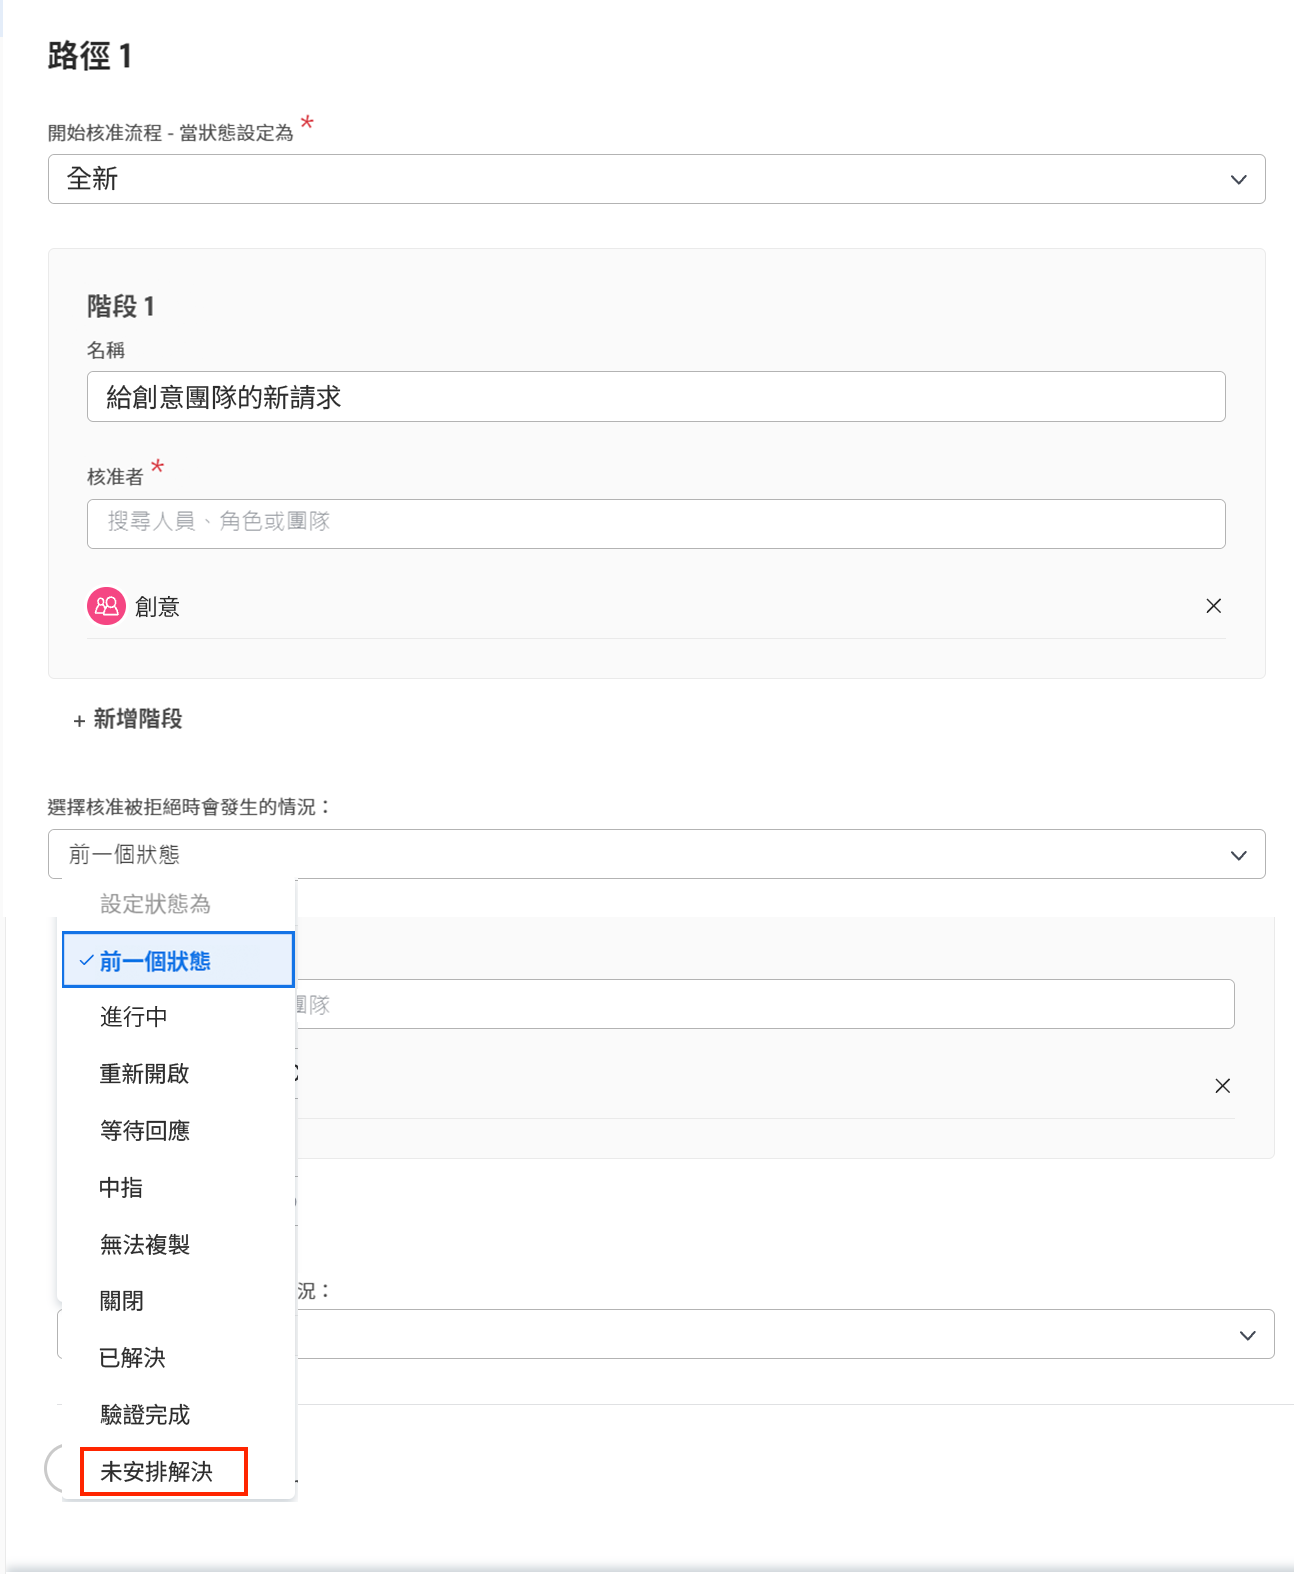 路徑 1
開始核准流程 - 當狀態設定為 *
全新
階段 1
名稱
給創意團隊的新請求
核准者 *
搜尋人員、角色或團隊
創意
+ 新增階段
選擇核准被拒絕時會發生的情況：
前一個狀態
設定狀態為
前一個狀態
團隊
進行中
重新開啟
等待回應
中指
無法複製
況：
關閉
已解決
驗證完成
未安排解決